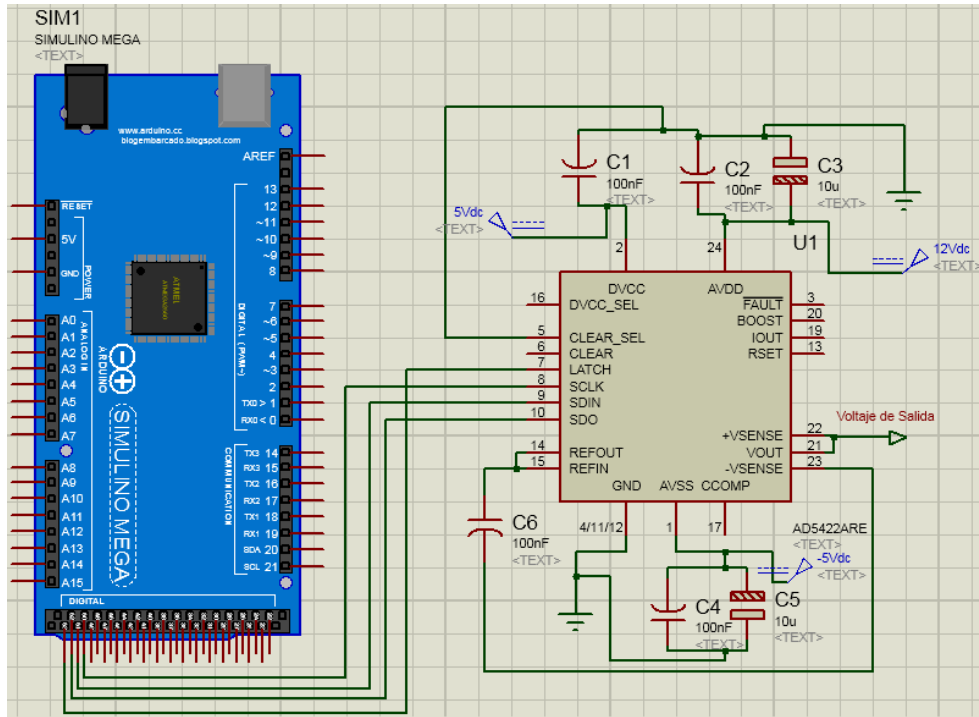 SIM1
SIMULINO MEGA
<TEXT>
www.arduino.cc
blogembarcado.blogspot.com
AREF
13
12
~11
~10
~9
8
7
~6
~5
4
~3
2
TX0 > 1
RX0 < 0
DIGITAL (PWM~)
TX3 14
RX3 15
TX2 16
RX2 17
TX1 18
RX1 19
SDA 20
SCL 21
COMMUNICATION
RESET
5V
GND
POWER
A0
A1
A2
A3
A4
A5
A6
A7
ANALOG IN
A8
A9
A10
A11
A12
A13
A14
A15
ATMEL
ARDUINO
SIMULINO MEGA
DIGITAL
C1
100nF
<TEXT>
C2
100nF
<TEXT>
C3
10u
<TEXT>
5Vdc
<TEXT>
12Vdc
<TEXT>
U1
2
24
DVCC
AVDD
16
DVCC_SEL
5
CLEAR_SEL
6
CLEAR
7
LATCH
8
SCLK
9
SDIN
10
SDO
14
REFOUT
15
REFIN
FAULT
3
BOOST
20
IOUT
19
RSET
13
+VSENSE
22
VOUT
21
-VSENSE
23
GND
AVSS
CCOMP
4/11/12
1
17
Voltaje de Salida
AD5422ARE
<TEXT>
-5Vdc
<TEXT>
C6
100nF
<TEXT>
C4
100nF
<TEXT>
C5
10u
<TEXT>